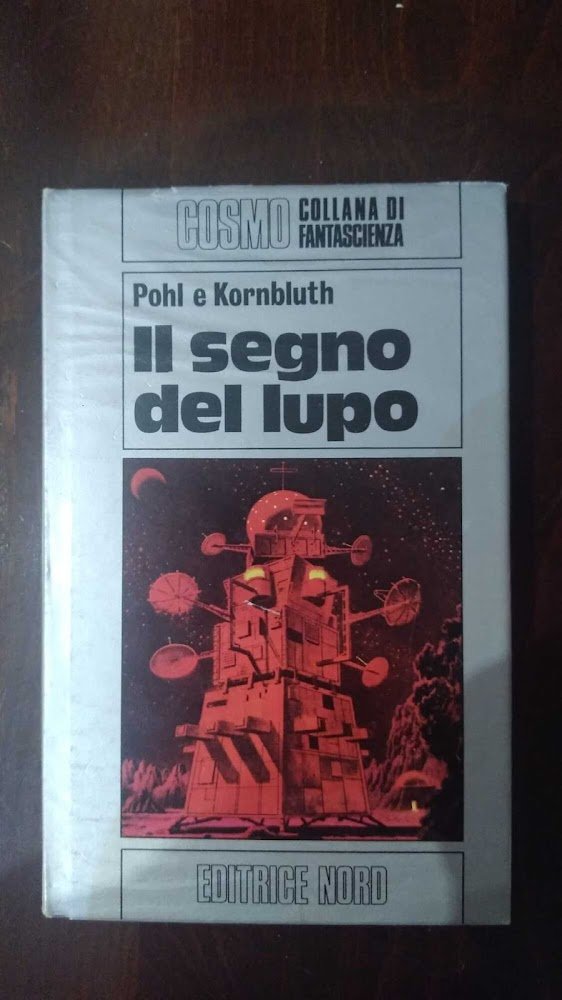 COSMO COLLANA DI
FANTASCIENZA
Pohl e Kornbluth
Il segno
del lupo
EDITRICE NORD